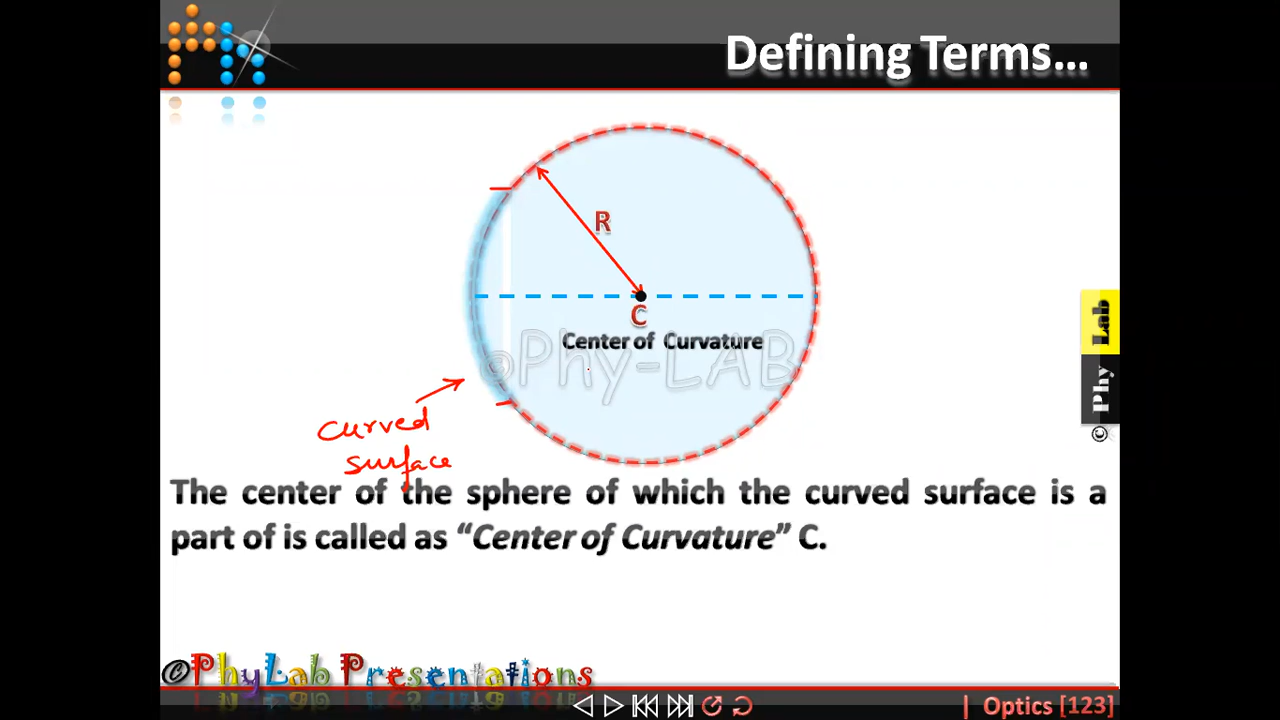 Defining Terms...
R
C
Center of Curvature
©Phy-LAB
curved
surface
The center of the sphere of which the curved surface is a
part of is called as “Center of Curvature” C.
© Phy Lab
©PhyLab Presentations
| Optics [123]